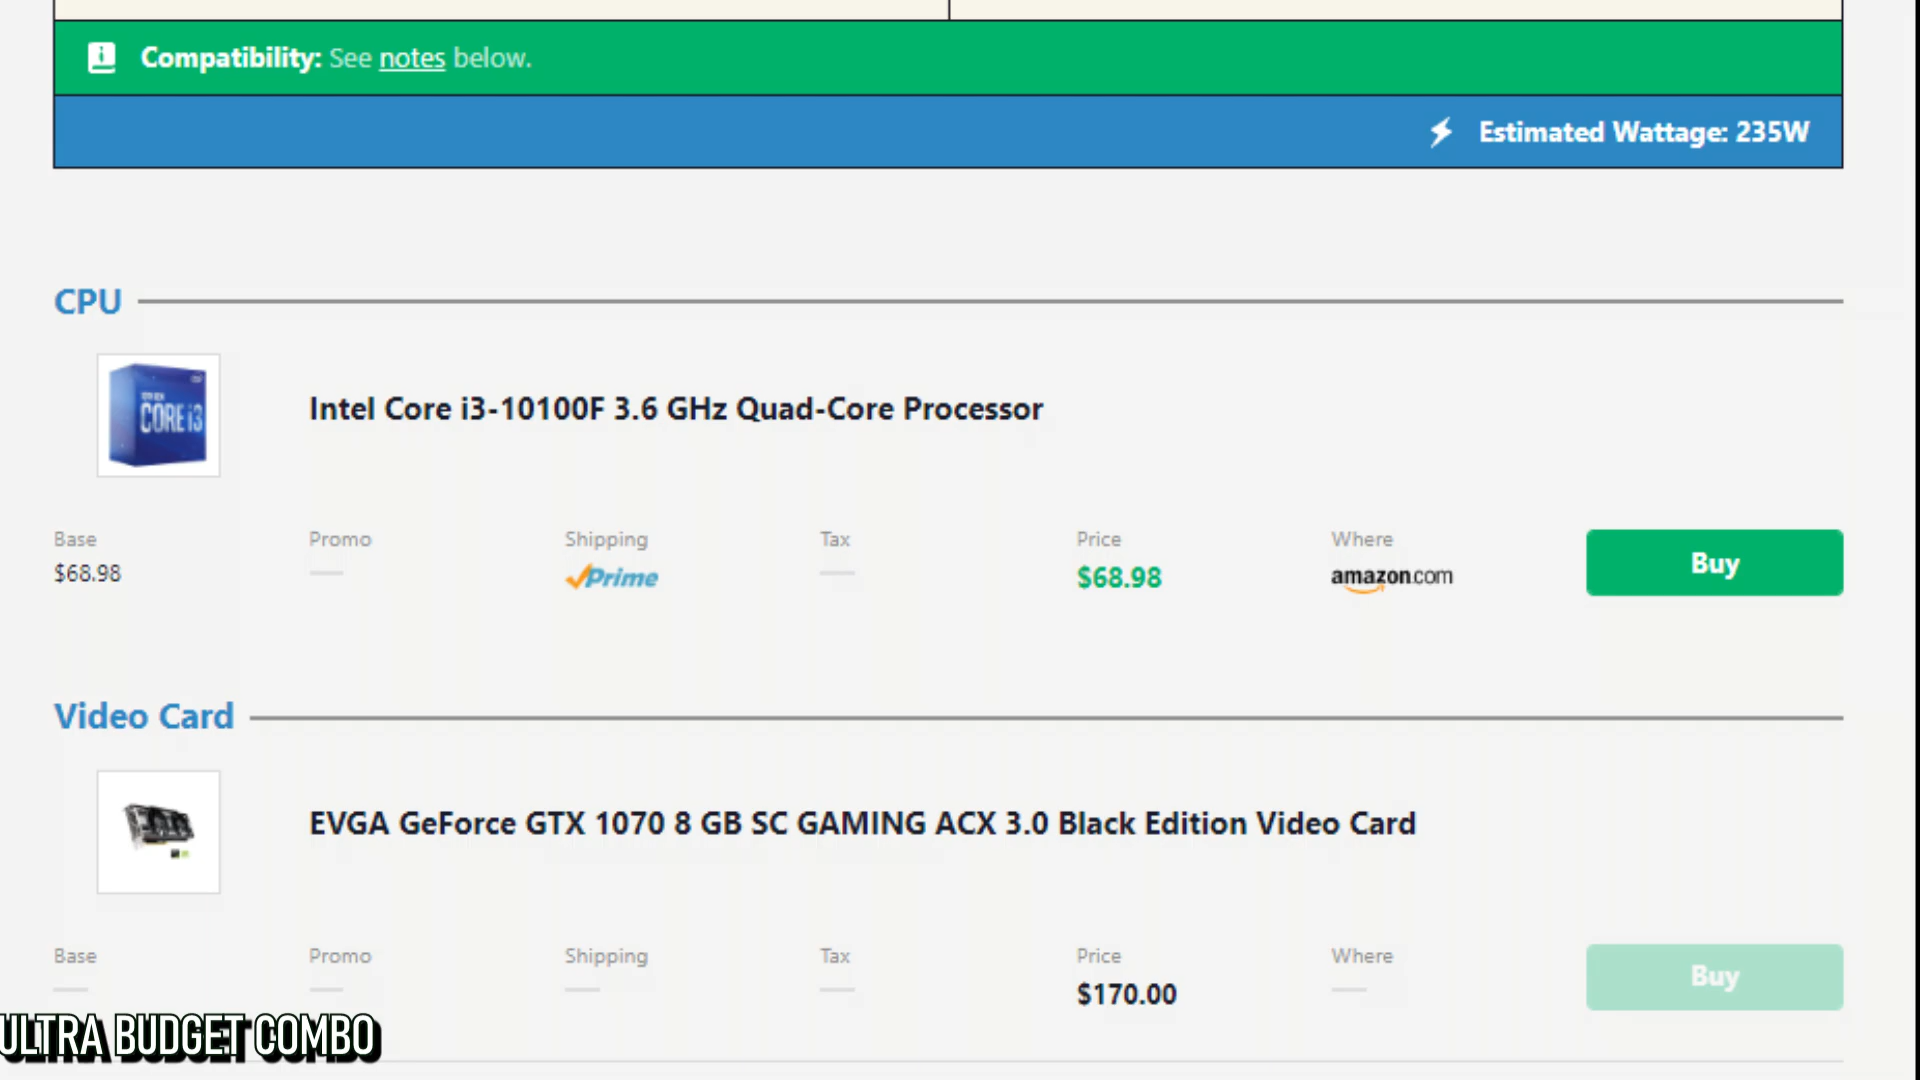 Compatibility: See notes below.
Estimated Wattage: 235W
CPU
CORE i3
Intel Core i3-10100F 3.6 GHz Quad-Core Processor
Base Promo Shipping Tax Price Where
$68.98 — Prime — $68.98 amazon.com Buy
Video Card
EVGA GeForce GTX 1070 8 GB SC GAMING ACX 3.0 Black Edition Video Card
Base Promo Shipping Tax Price Where
— — — — $170.00 — Buy
ULTRA BUDGET COMBO